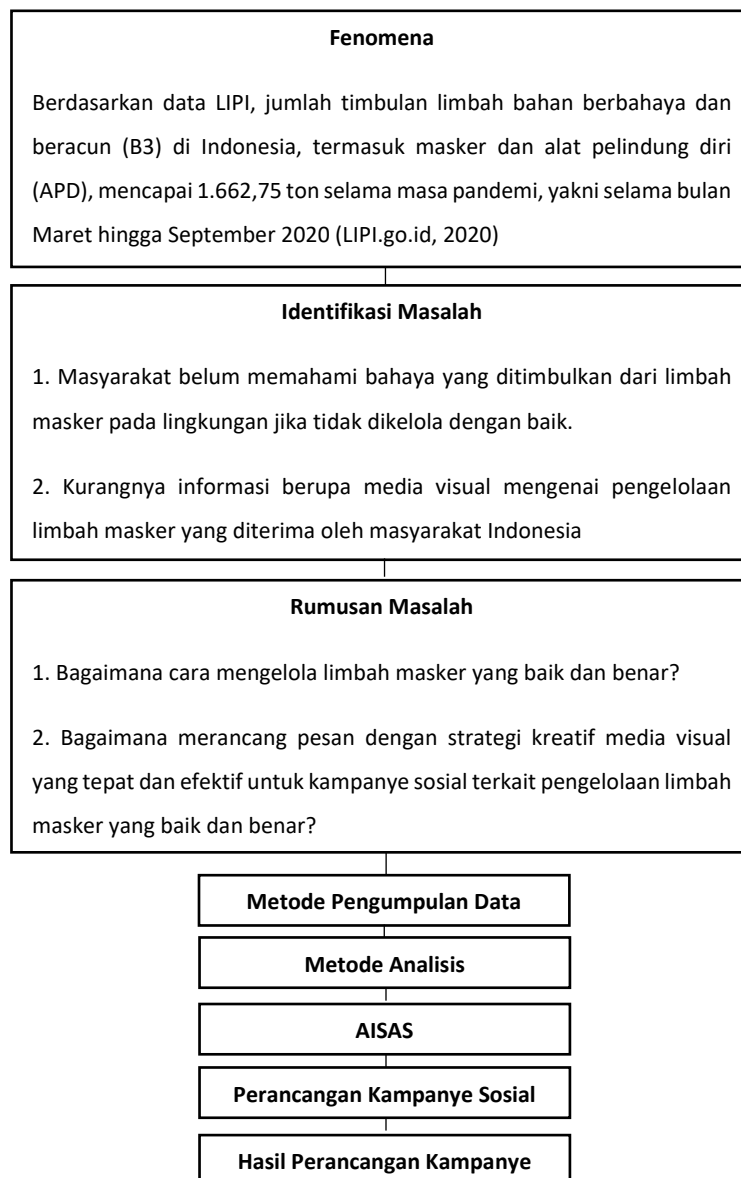 Fenomena
Berdasarkan data LIPI, jumlah timbulan limbah bahan berbahaya dan
beracun (B3) di Indonesia, termasuk masker dan alat pelindung diri
(APD), mencapai 1.662,75 ton selama masa pandemi, yakni selama bulan
Maret hingga September 2020 (LIPI.go.id, 2020)
Identifikasi Masalah
1. Masyarakat belum memahami bahaya yang ditimbulkan dari limbah
masker pada lingkungan jika tidak dikelola dengan baik.
2. Kurangnya informasi berupa media visual mengenai pengelolaan
limbah masker yang diterima oleh masyarakat Indonesia
Rumusan Masalah
1. Bagaimana cara mengelola limbah masker yang baik dan benar?
2. Bagaimana merancang pesan dengan strategi kreatif media visual
yang tepat dan efektif untuk kampanye sosial terkait pengelolaan limbah
masker yang baik dan benar?
Metode Pengumpulan Data
Metode Analisis
AISAS
Perancangan Kampanye Sosial
Hasil Perancangan Kampanye